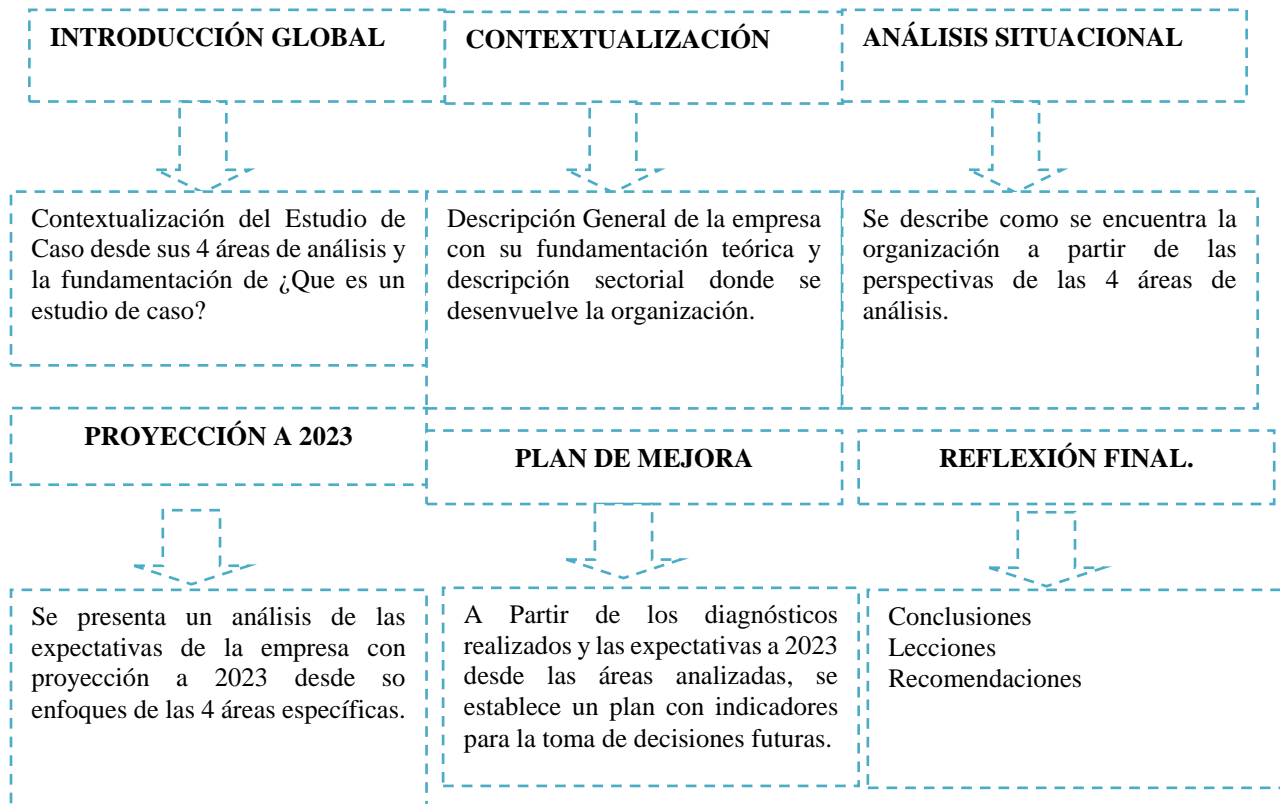 INTRODUCCIÓN GLOBAL
CONTEXTUALIZACIÓN
ANÁLISIS SITUACIONAL
Contextualización del Estudio de
Caso desde sus 4 áreas de análisis y
la fundamentación de ¿Que es un
estudio de caso?
Descripción General de la empresa
con su fundamentación teórica y
descripción sectorial donde se
desenvuelve la organización.
Se describe como se encuentra la
organización a partir de las
perspectivas de las 4 áreas de
análisis.
PROYECCIÓN A 2023
PLAN DE MEJORA
REFLEXIÓN FINAL.
Se presenta un análisis de las
expectativas de la empresa con
proyección a 2023 desde so
enfoques de las 4 áreas específicas.
A Partir de los diagnósticos
realizados y las expectativas a 2023
desde las áreas analizadas, se
establece un plan con indicadores
para la toma de decisiones futuras.
Conclusiones
Lecciones
Recomendaciones